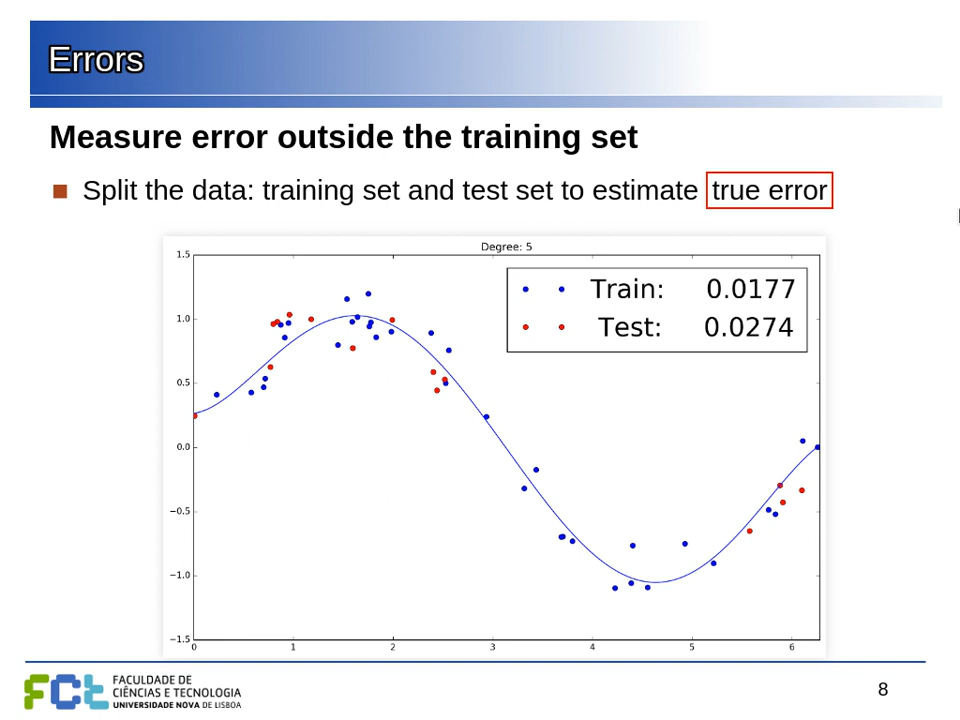 Errors
Measure error outside the training set
Split the data: training set and test set to estimate true error
Degree: 5
Train: 0.0177
Test: 0.0274
1.5
1.0
0.5
0.0
−0.5
−1.0
−1.5
0 1 2 3 4 5 6
FCt
FACULDADE DE
CIÊNCIAS E TECNOLOGIA
UNIVERSIDADE NOVA DE LISBOA
8